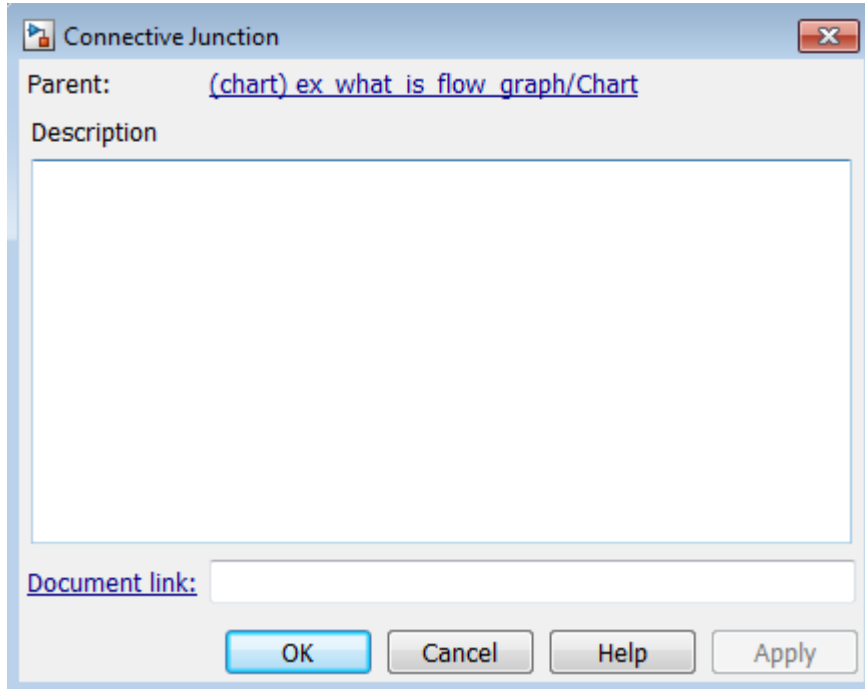 Connective Junction
Parent: (chart) ex_what_is_flow_graph/Chart
Description
Document link:
OK Cancel Help Apply